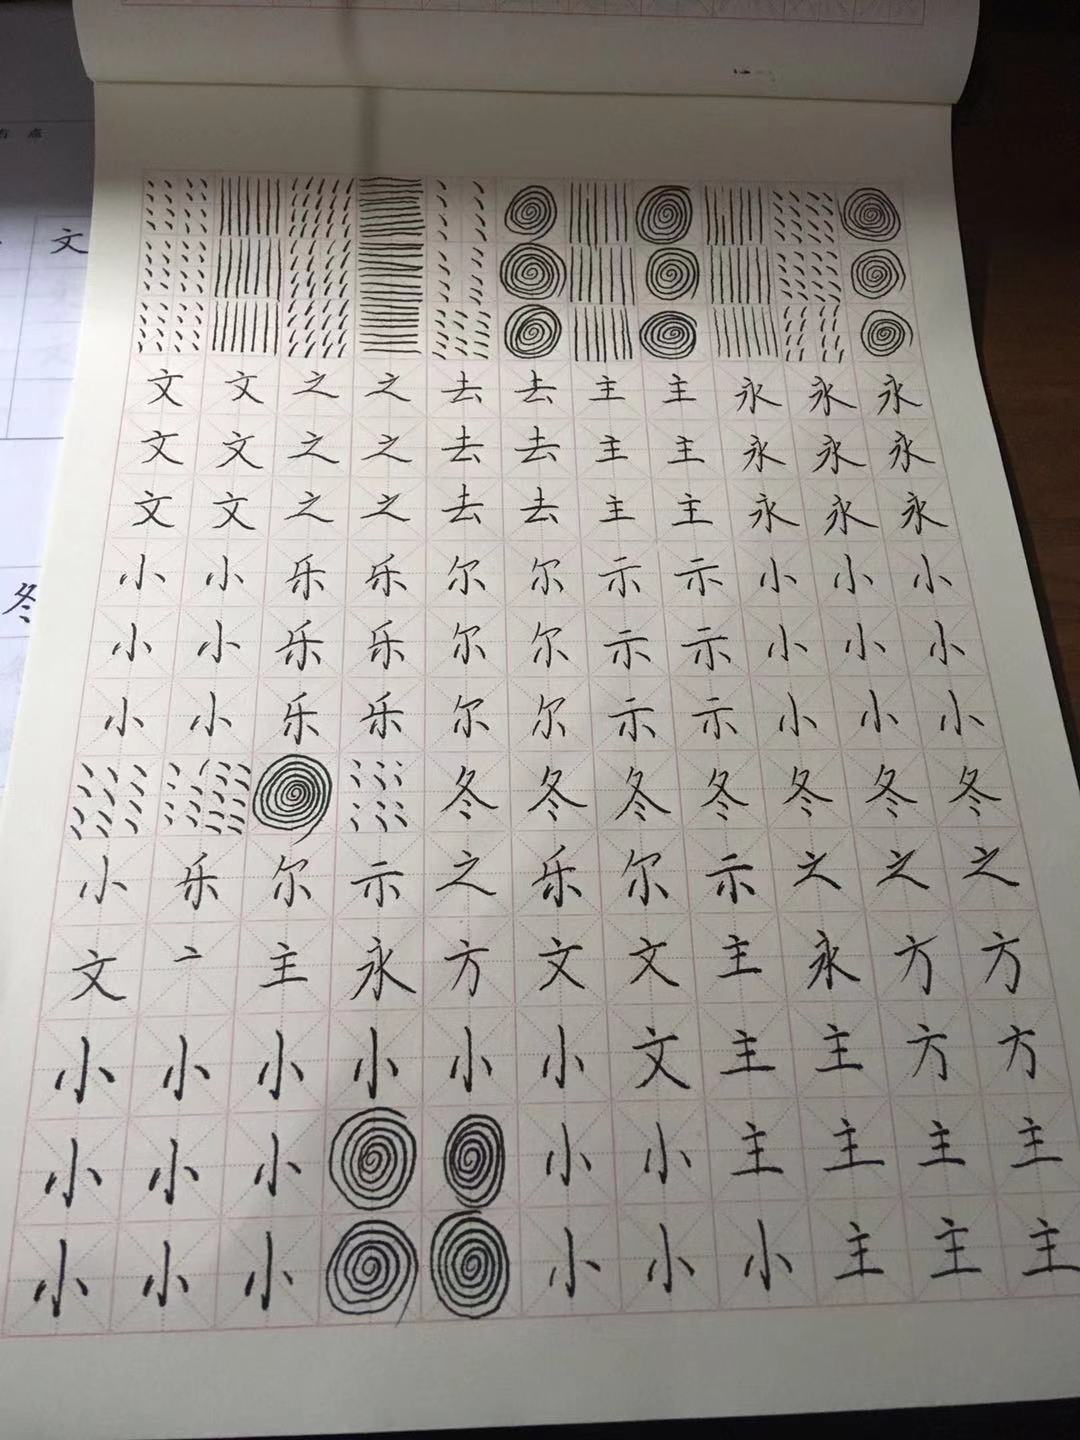 点
文
冬
文 文 之 之 去 去 主 主 永 永 永
文 文 之 之 去 去 主 主 永 永 永
文 文 之 之 去 去 主 主 永 永 永
小 小 乐 乐 尔 尔 示 示 小 小 小
小 小 乐 乐 尔 尔 示 示 小 小 小
小 小 乐 乐 尔 尔 示 示 小 小 小
冬 冬 冬 冬 冬 冬 冬
小 乐 尔 示 之 乐 尔 示 之 之 之
文 亠 主 永 方 文 文 主 永 方 方
小 小 小 小 小 小 文 主 主 方 方
小 小 小 小 小 主 主 主 主
小 小 小 小 小 小 主 主 主